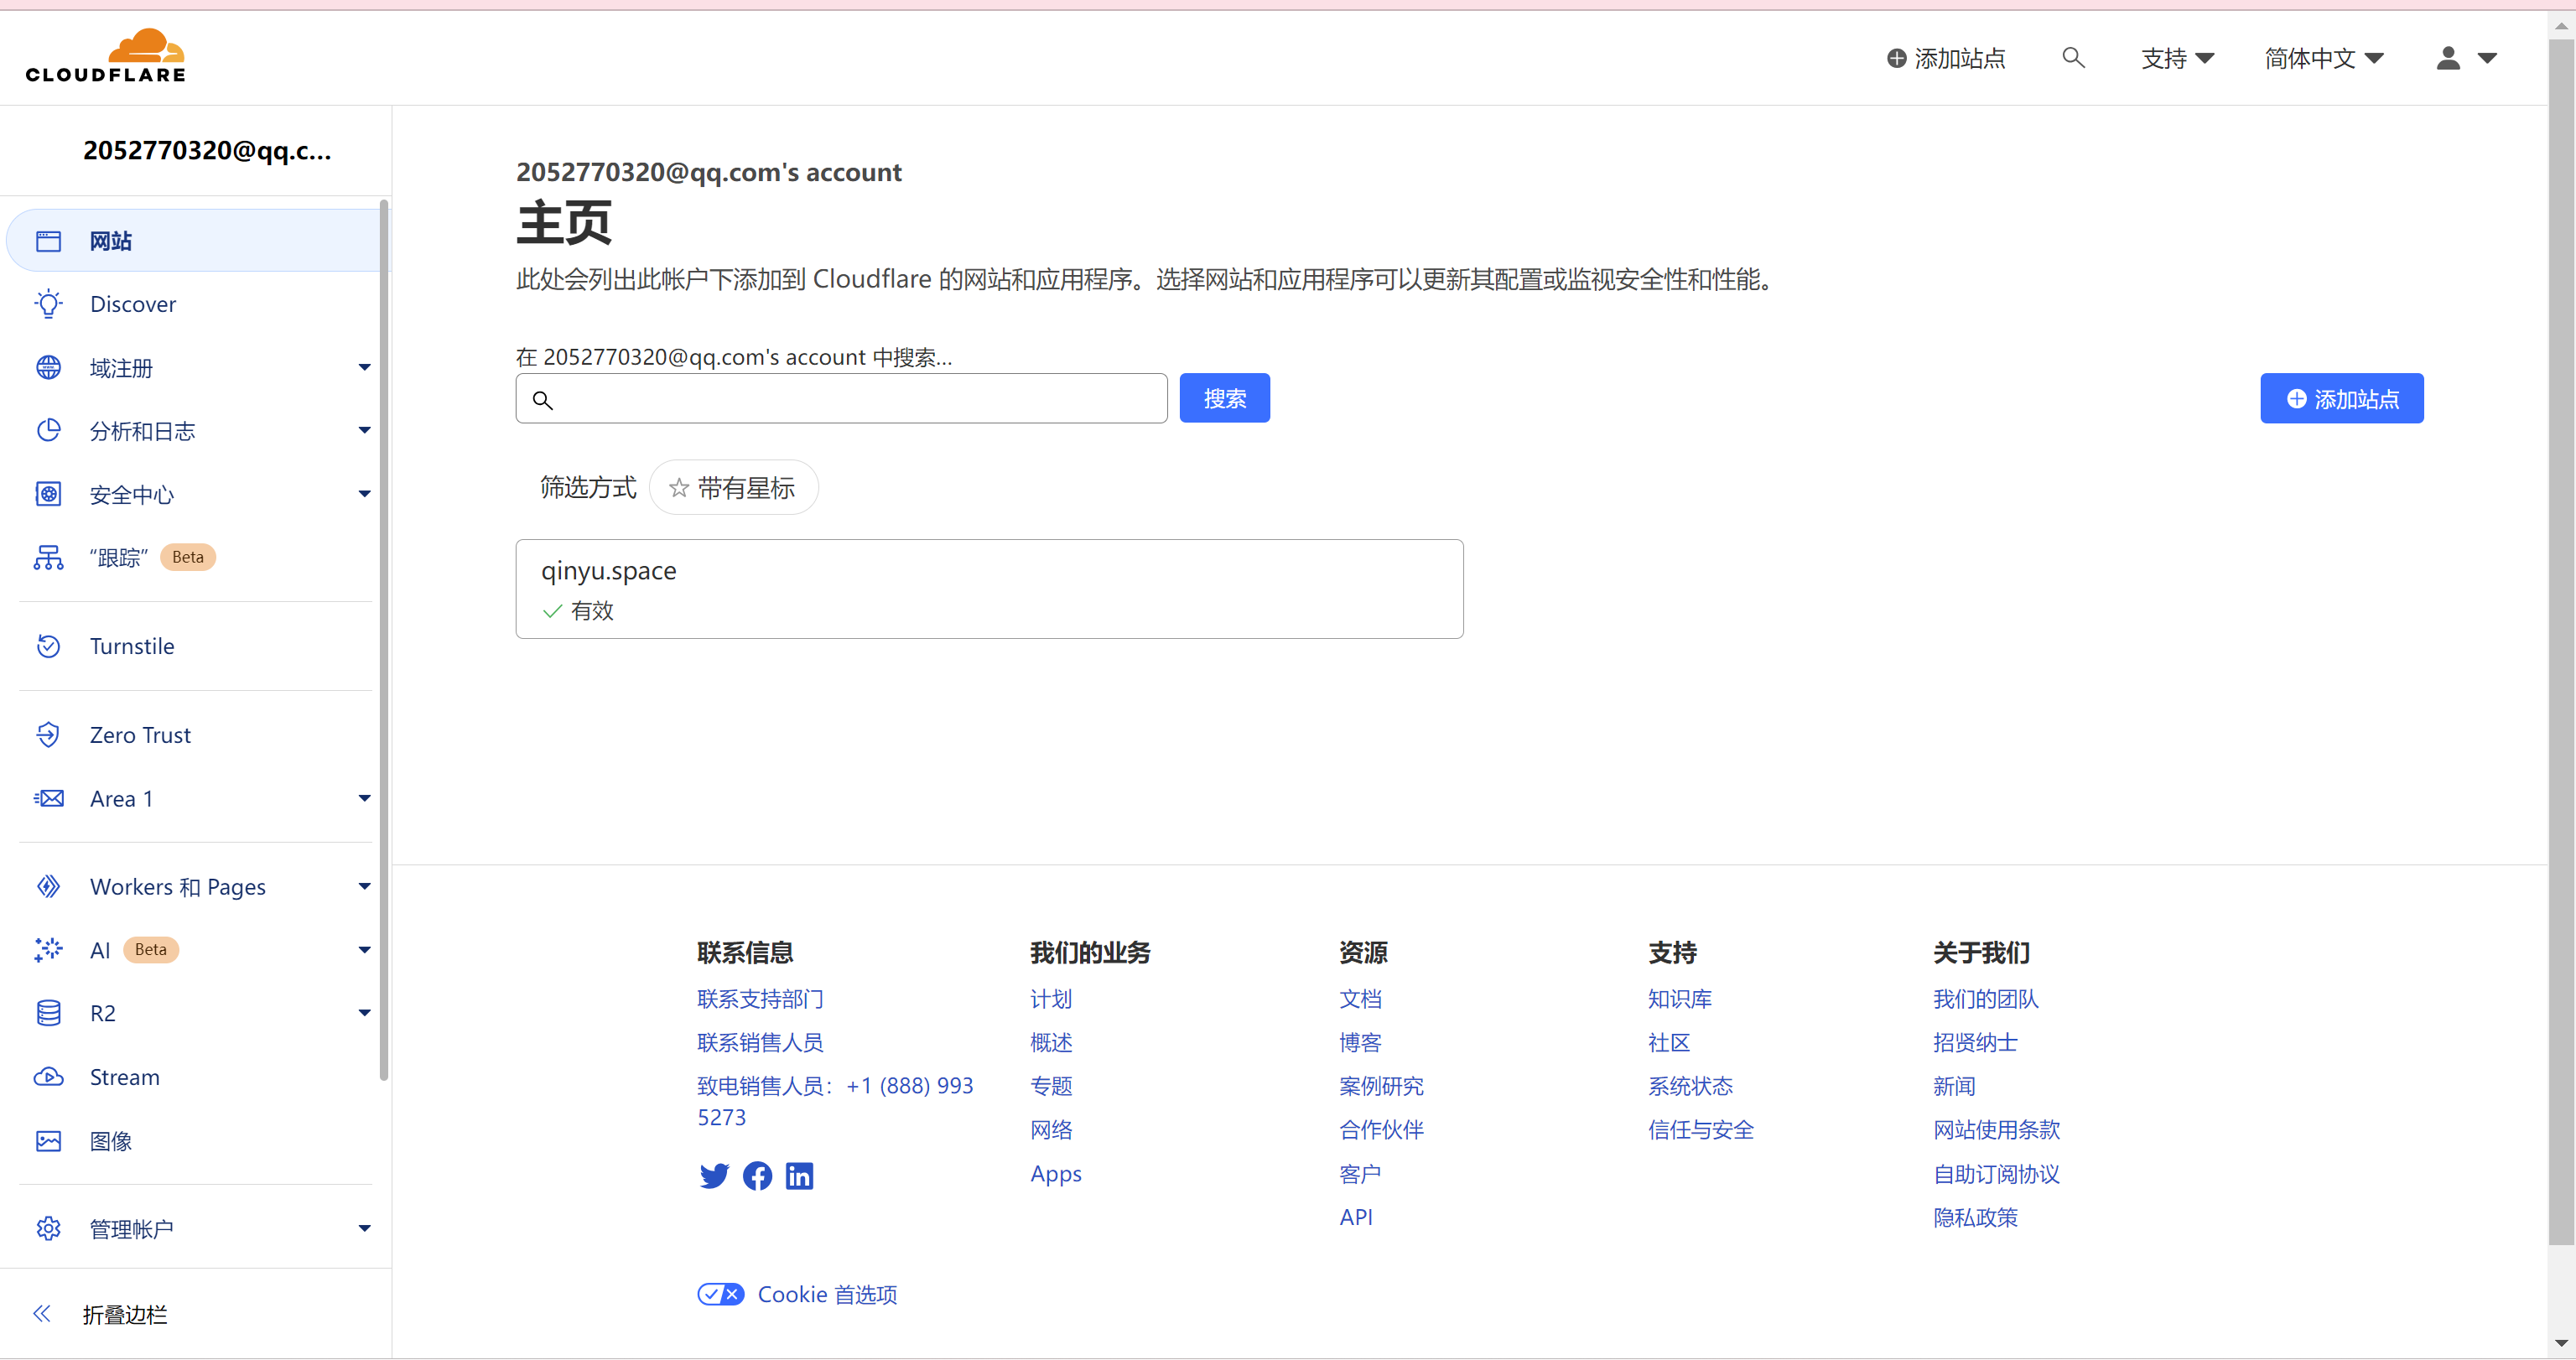 CLOUDFLARE
添加站点
支持
简体中文
2052770320@qq.c...
网站
Discover
域注册
分析和日志
安全中心
“跟踪” Beta
Turnstile
Zero Trust
Area 1
Workers 和 Pages
AI Beta
R2
Stream
图像
管理帐户
折叠边栏
2052770320@qq.com's account
主页
此处会列出此帐户下添加到 Cloudflare 的网站和应用程序。选择网站和应用程序可以更新其配置或监视安全性和性能。
在 2052770320@qq.com's account 中搜索...
搜索
添加站点
筛选方式 带有星标
qinyu.space
有效
联系信息
联系支持部门
联系销售人员
致电销售人员：+1 (888) 993
5273
我们的业务
计划
概述
专题
网络
Apps
资源
文档
博客
案例研究
合作伙伴
客户
API
支持
知识库
社区
系统状态
信任与安全
关于我们
我们的团队
招贤纳士
新闻
网站使用条款
自助订阅协议
隐私政策
Cookie 首选项